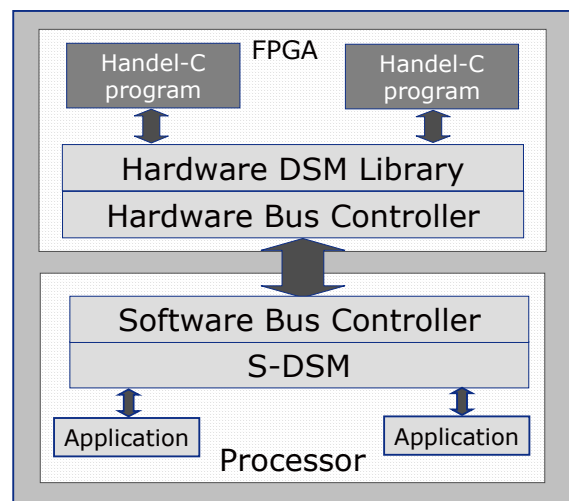 FPGA
Handel-C
program
Handel-C
program
Hardware DSM Library
Hardware Bus Controller
Software Bus Controller
S-DSM
Application
Application
Processor